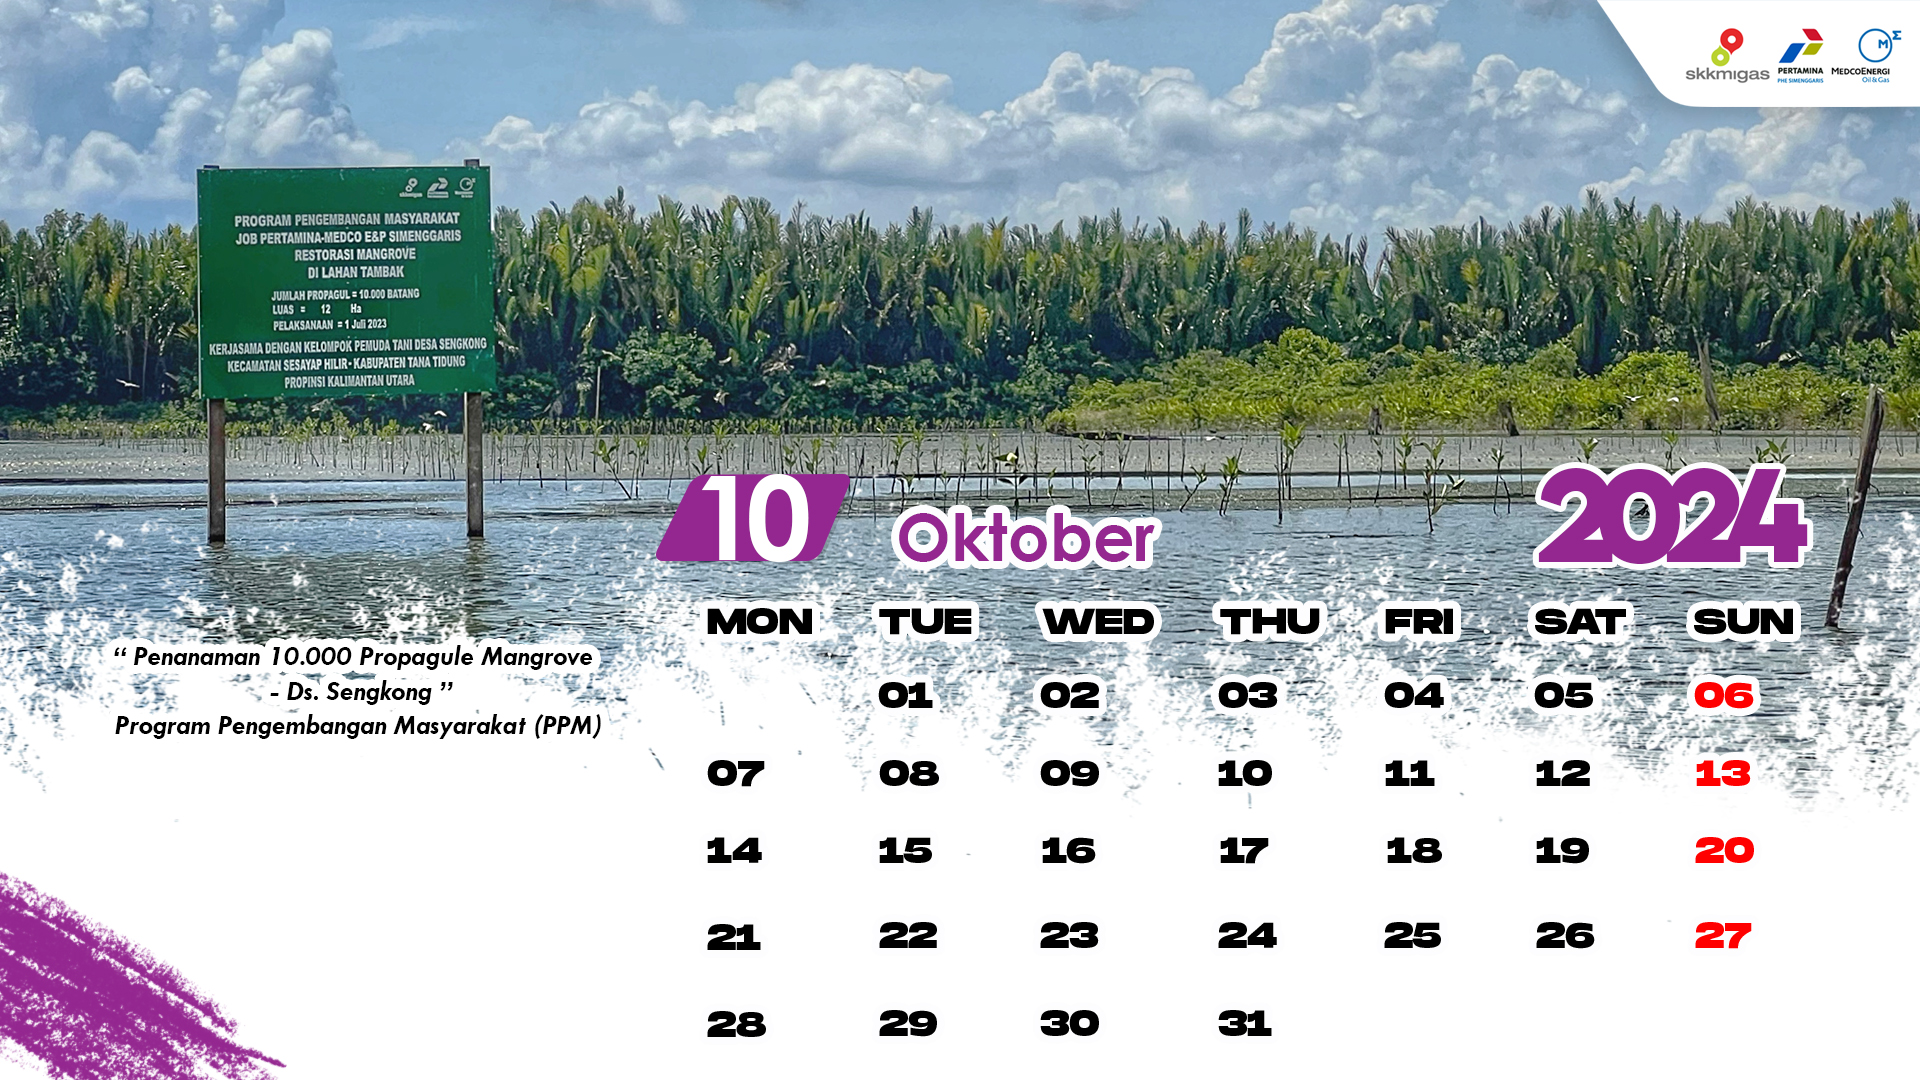 skkmigas
PERTAMINA
PHE SIMENGGARIS
MEDCOENERGI
Oil & Gas
PROGRAM PENGEMBANGAN MASYARAKAT
JOB PERTAMINA-MEDCO E&P SIMENGGARIS
RESTORASI MANGROVE
DI LAHAN TAMBAK
JUMLAH PROPAGUL = 10.000 BATANG
LUAS = 12 Ha
PELAKSANAAN = 1 Juli 2023
KERJASAMA DENGAN KELOMPOK PEMUDA TANI DESA SENGKONG
KECAMATAN SESAYAP HILIR - KABUPATEN TANA TIDUNG
PROPINSI KALIMANTAN UTARA
10 Oktober 2024
“ Penanaman 10.000 Propagule Mangrove
- Ds. Sengkong ”
Program Pengembangan Masyarakat (PPM)
MON TUE WED THU FRI SAT SUN
01 02 03 04 05 06
07 08 09 10 11 12 13
14 15 16 17 18 19 20
21 22 23 24 25 26 27
28 29 30 31